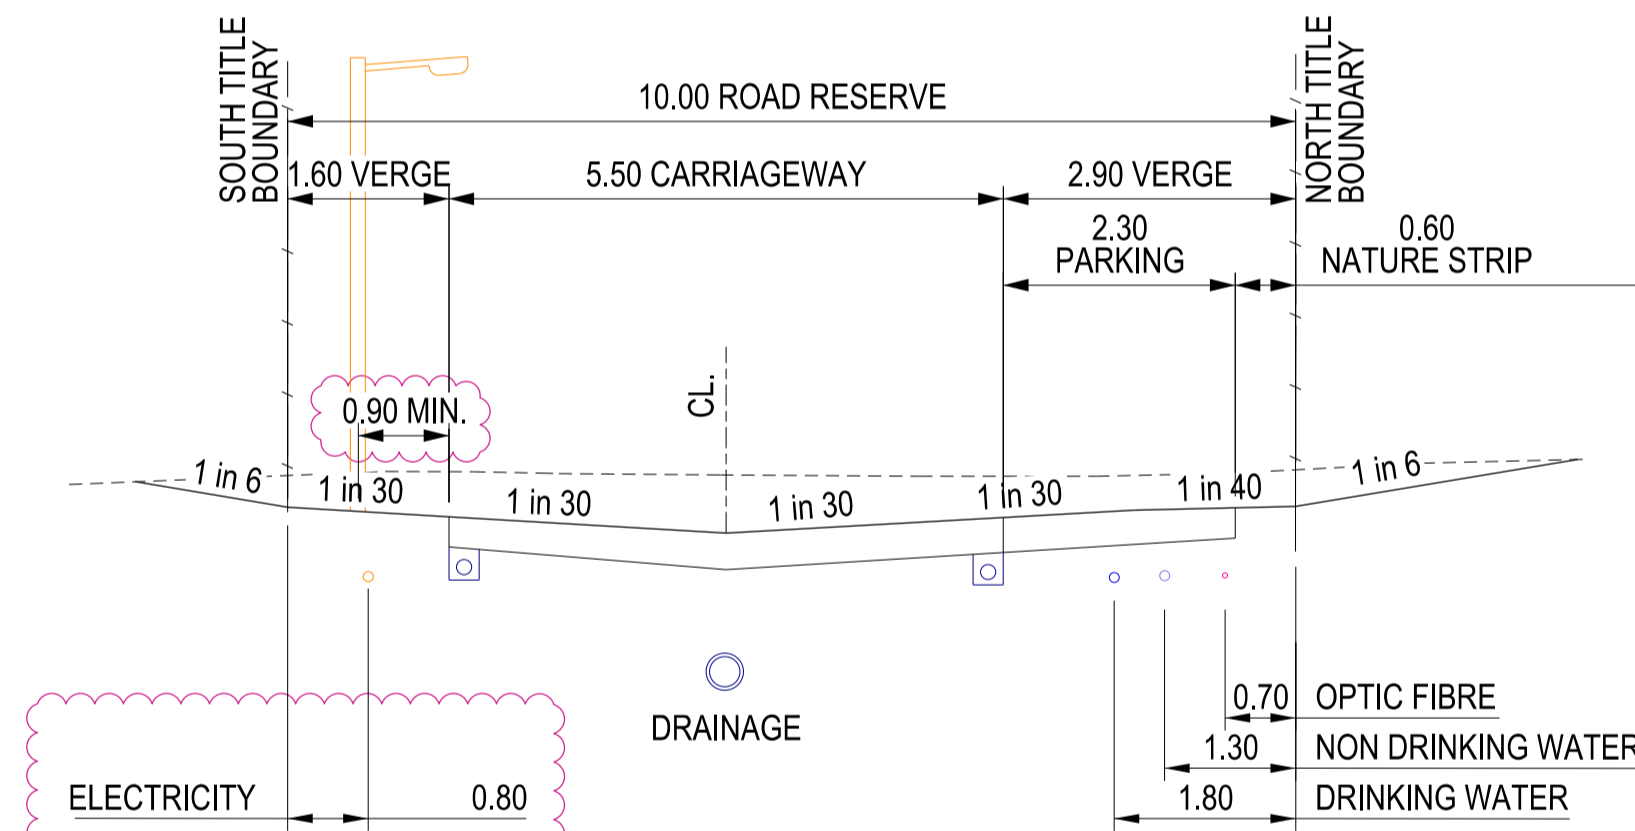 SOUTH TITLE
BOUNDARY
NORTH TITLE
BOUNDARY
10.00 ROAD RESERVE
1.60 VERGE
5.50 CARRIAGEWAY
2.90 VERGE
2.30
PARKING
0.60
NATURE STRIP
0.90 MIN.
CL.
1 in 6
1 in 30
1 in 30
1 in 30
1 in 30
1 in 40
1 in 6
DRAINAGE
0.70 OPTIC FIBRE
1.30 NON DRINKING WATER
ELECTRICITY 0.80
1.80 DRINKING WATER